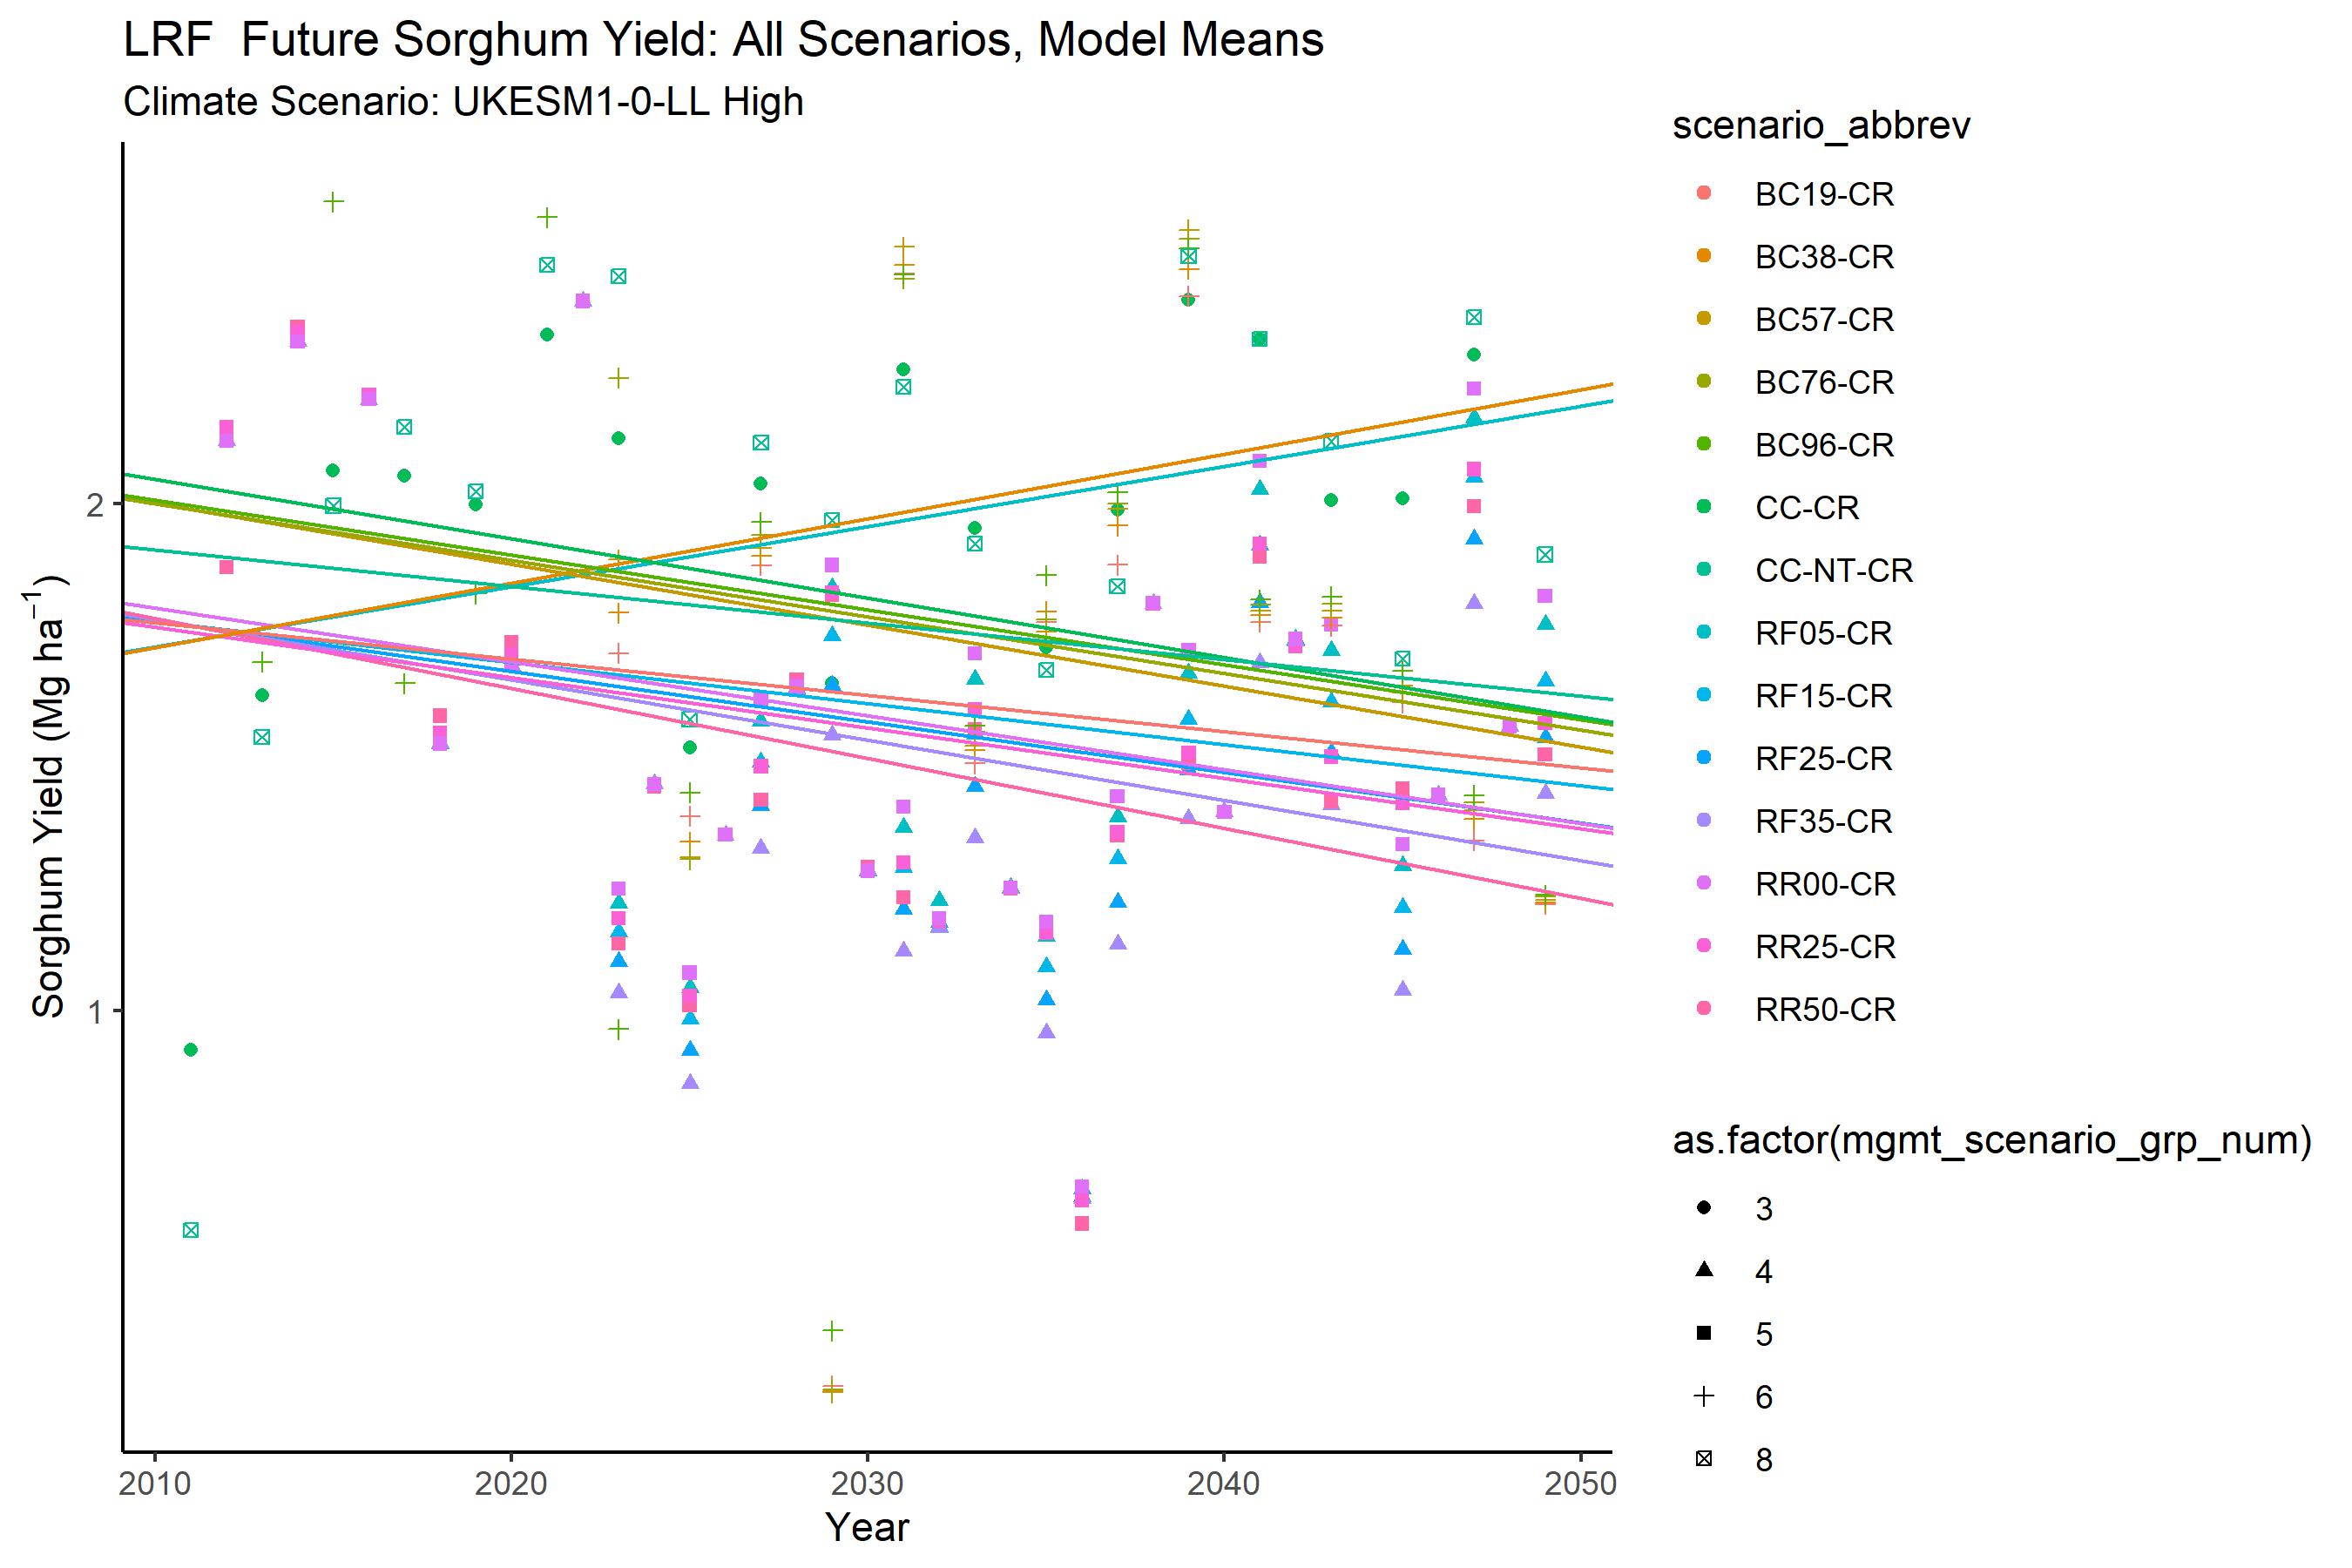 LRF  Future Sorghum Yield: All Scenarios, Model Means
Climate Scenario: UKESM1-0-LL High
Sorghum Yield (Mg ha⁻¹)
2
1
2010 2020 2030 2040 2050
Year
scenario_abbrev
BC19-CR
BC38-CR
BC57-CR
BC76-CR
BC96-CR
CC-CR
CC-NT-CR
RF05-CR
RF15-CR
RF25-CR
RF35-CR
RR00-CR
RR25-CR
RR50-CR
as.factor(mgmt_scenario_grp_num)
3
4
5
6
8